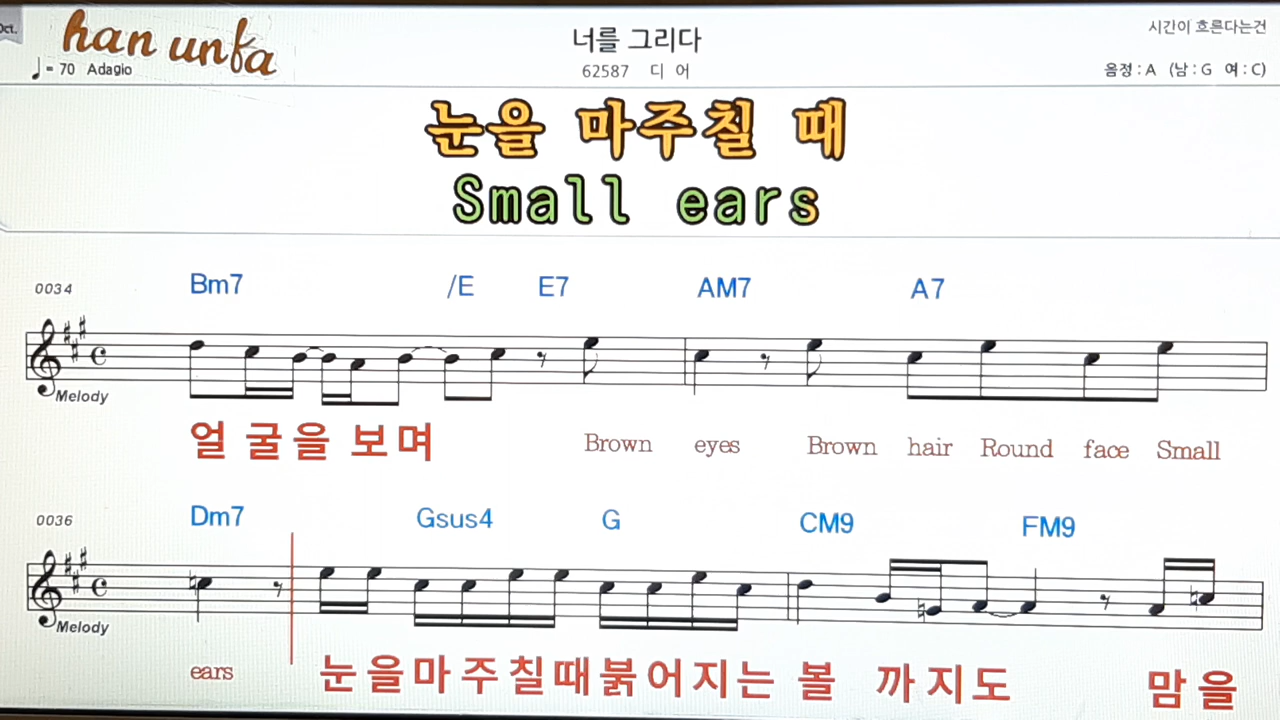 Oct.
han unfa
♩= 70 Adagio
너를 그리다
62587 디 어
시간이 흐른다는건
음정 : A (남 : G 여 : C)
눈을 마주칠 때
Small ears
0034
Bm7 /E E7 AM7 A7
Melody
얼 굴을 보며 Brown eyes Brown hair Round face Small
0036
Dm7 Gsus4 G CM9 FM9
Melody
ears 눈을마주칠때붉어지는 볼 까지도 맘을